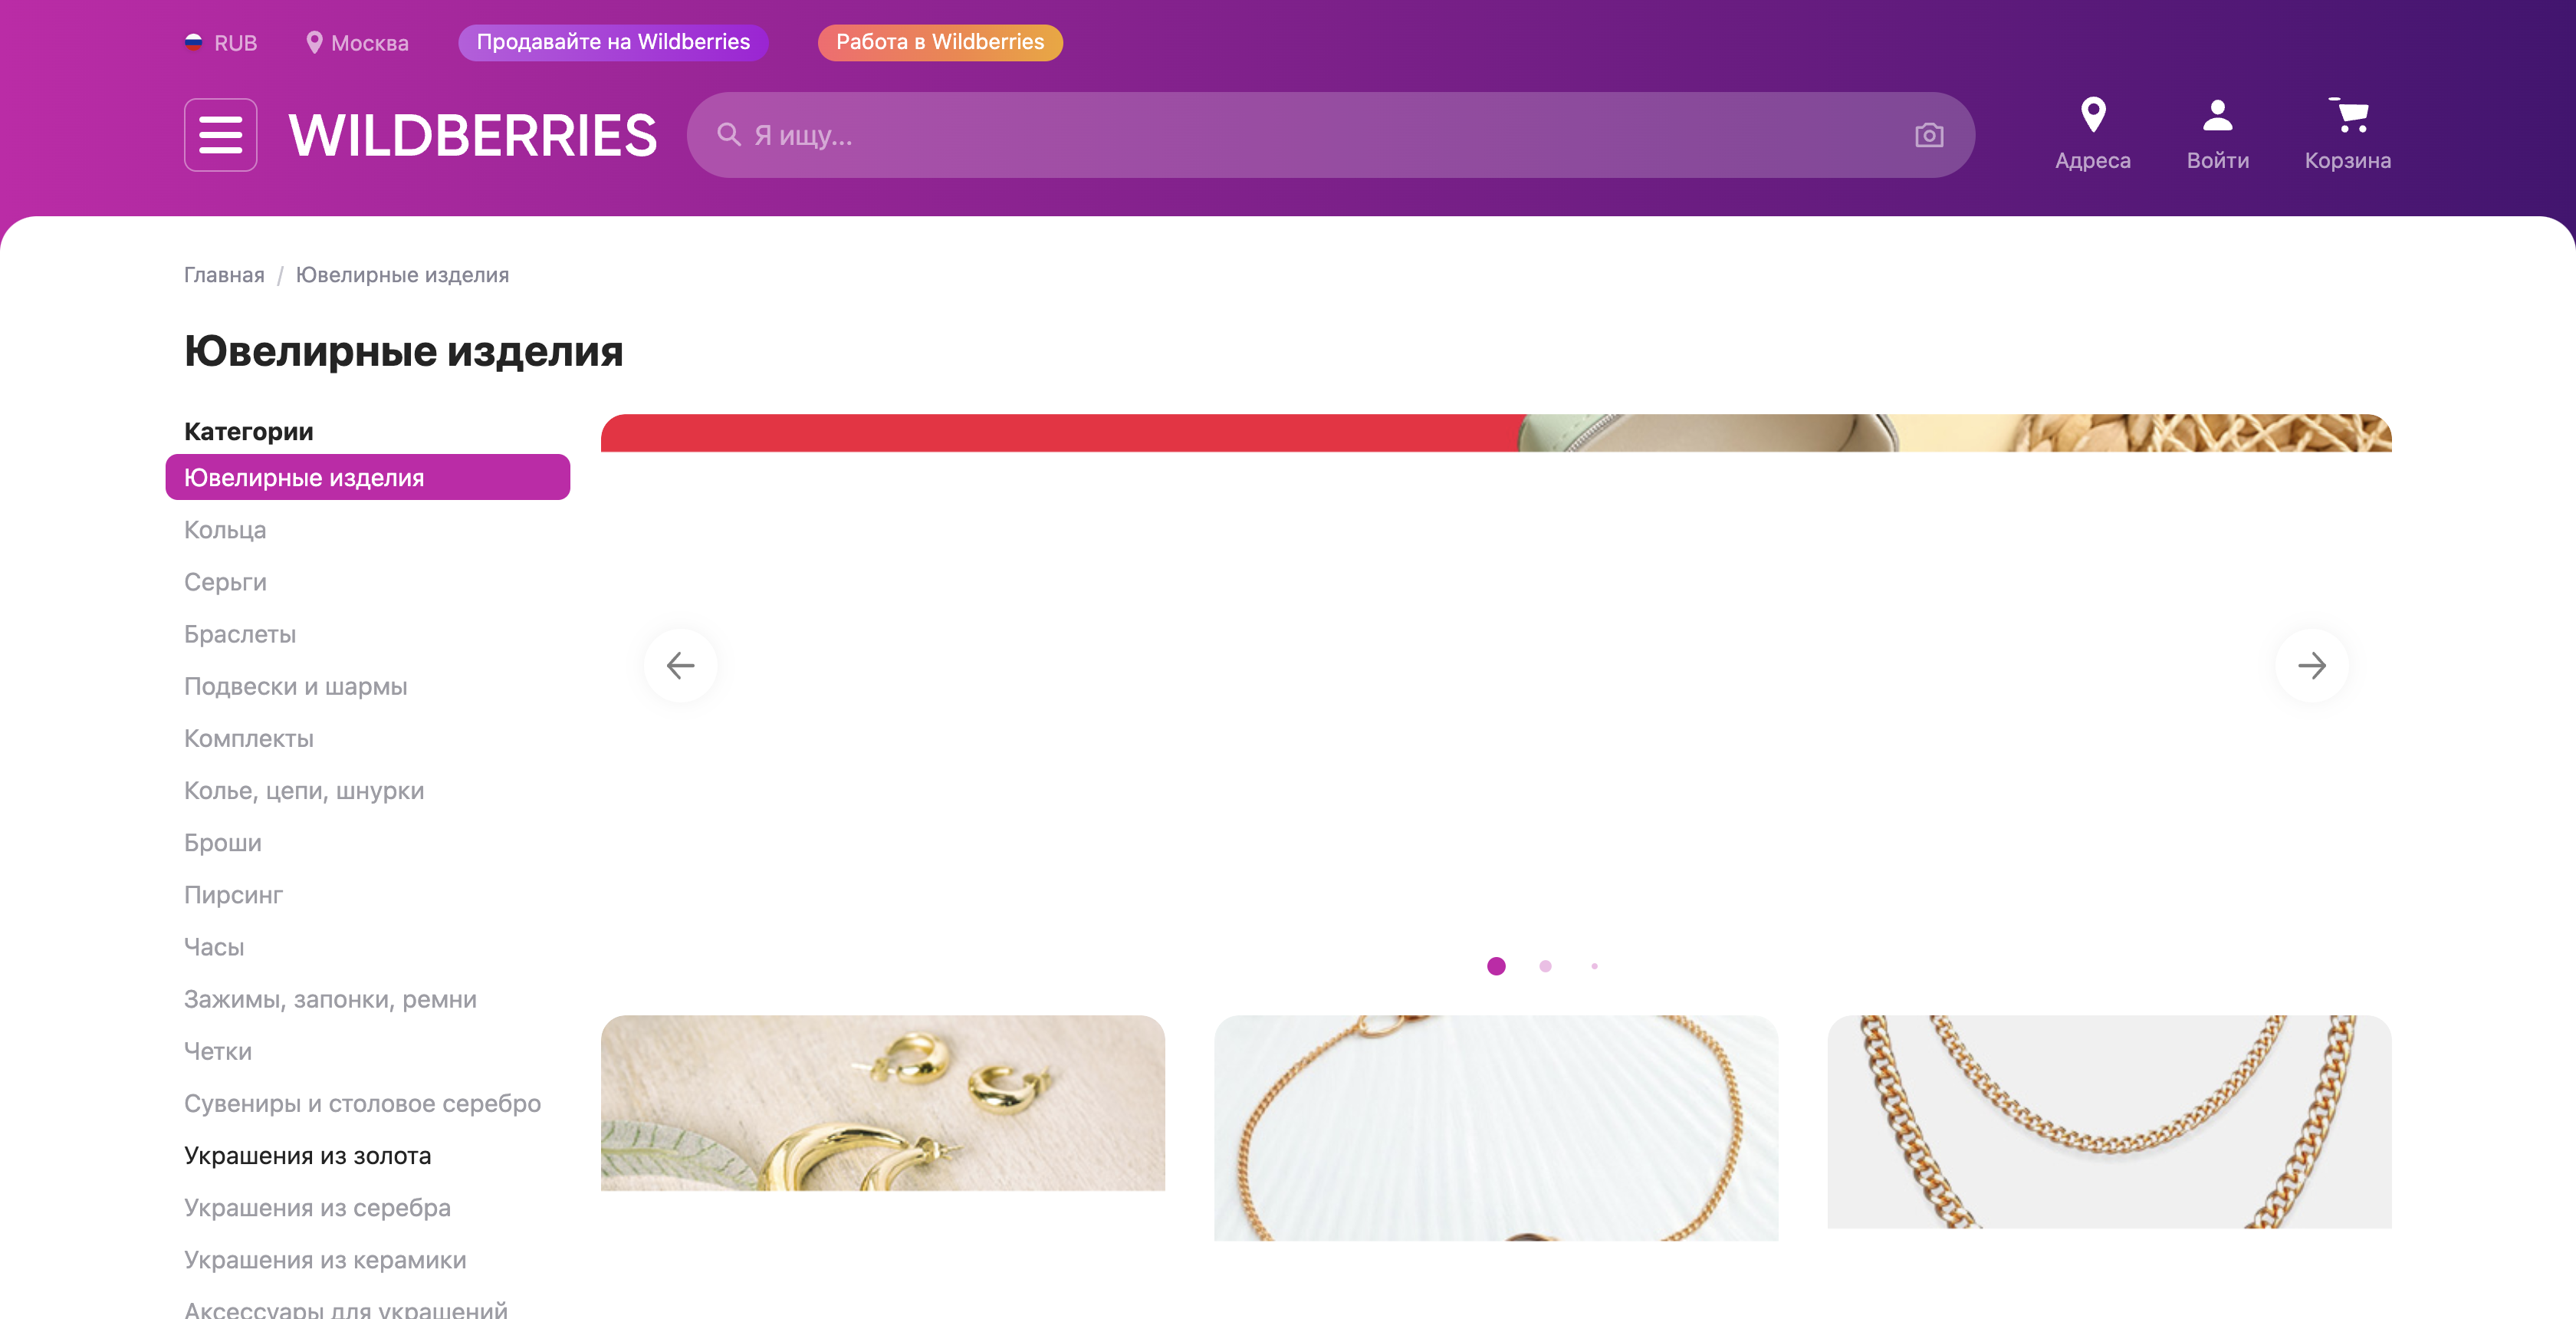 RUB Москва Продавайте на Wildberries Работа в Wildberries
WILDBERRIES Я ищу... Адреса Войти Корзина
Главная / Ювелирные изделия
Ювелирные изделия
Категории
Ювелирные изделия
Кольца
Серьги
Браслеты
Подвески и шармы
Комплекты
Колье, цепи, шнурки
Броши
Пирсинг
Часы
Зажимы, запонки, ремни
Четки
Сувениры и столовое серебро
Украшения из золота
Украшения из серебра
Украшения из керамики
Аксессуары для украшений